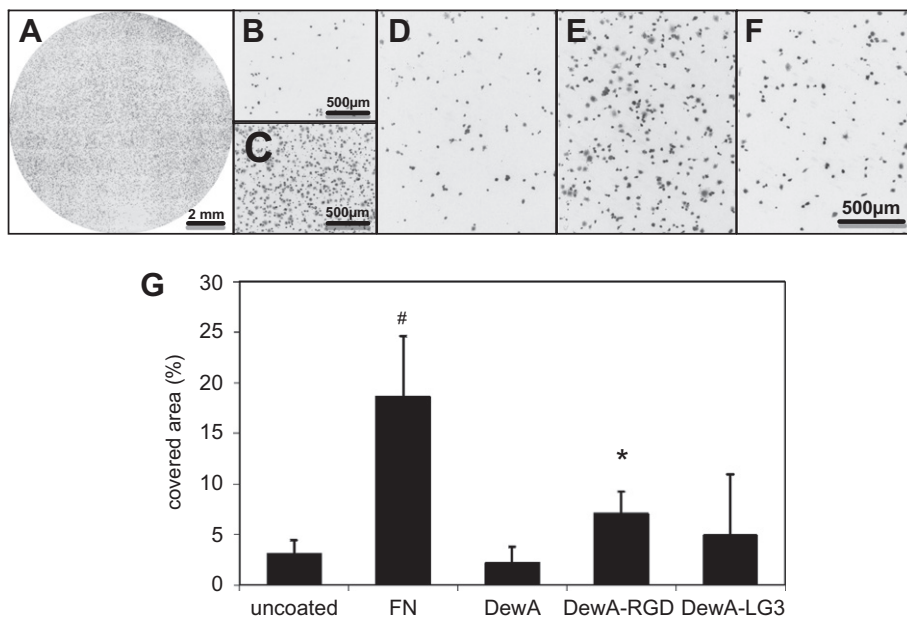 A
2 mm
B
500µm
C
500µm
D
E
F
500µm
G
covered area (%)
30
25
20
15
10
5
0
#
*
uncoated FN DewA DewA-RGD DewA-LG3